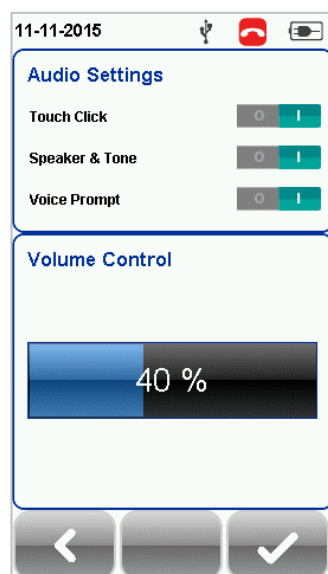 11-11-2015
Audio Settings
Touch Click O I
Speaker & Tone O I
Voice Prompt O I
Volume Control
40 %